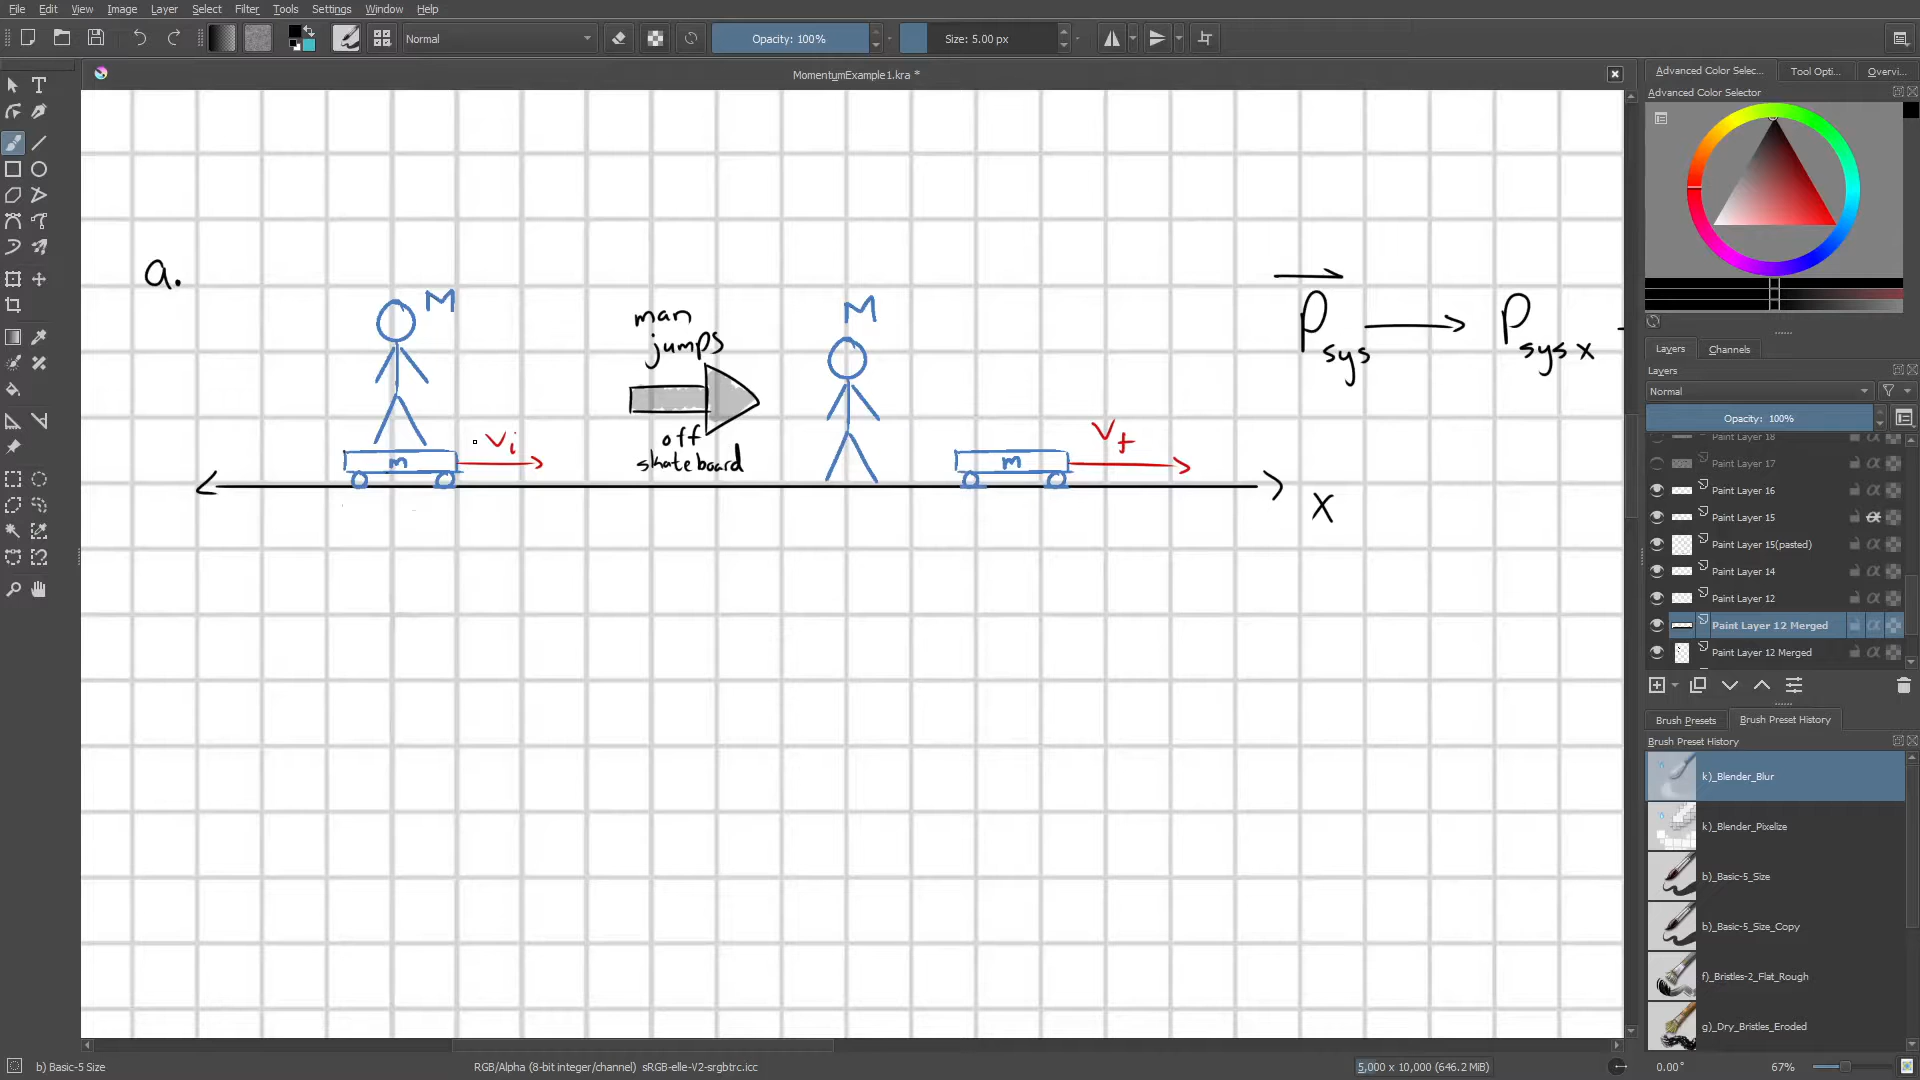 File Edit View Image Layer Select Filter Tools Settings Window Help
Normal
Opacity: 100%
Size: 5.00 px
MomentumExample1.kra *
Advanced Color Selec... Tool Opti... Overvi...
Advanced Color Selector
a.
M
man
jumps
off
skateboard
M
P sys → P sys x
m
Vi
m
Vf
x
Layers Channels
Layers
Normal
Opacity: 100%
Paint Layer 18
Paint Layer 17
Paint Layer 16
Paint Layer 15
Paint Layer 15(pasted)
Paint Layer 14
Paint Layer 12
Paint Layer 12 Merged
Paint Layer 12 Merged
Brush Presets Brush Preset History
Brush Preset History
k)_Blender_Blur
k)_Blender_Pixelize
b)_Basic-5_Size
b)_Basic-5_Size_Copy
f)_Bristles-2_Flat_Rough
g)_Dry_Bristles_Eroded
b) Basic-5 Size
RGB/Alpha (8-bit integer/channel) sRGB-elle-V2-srgbtrc.icc
5,000 x 10,000 (646.2 MiB)
0.00°
67%